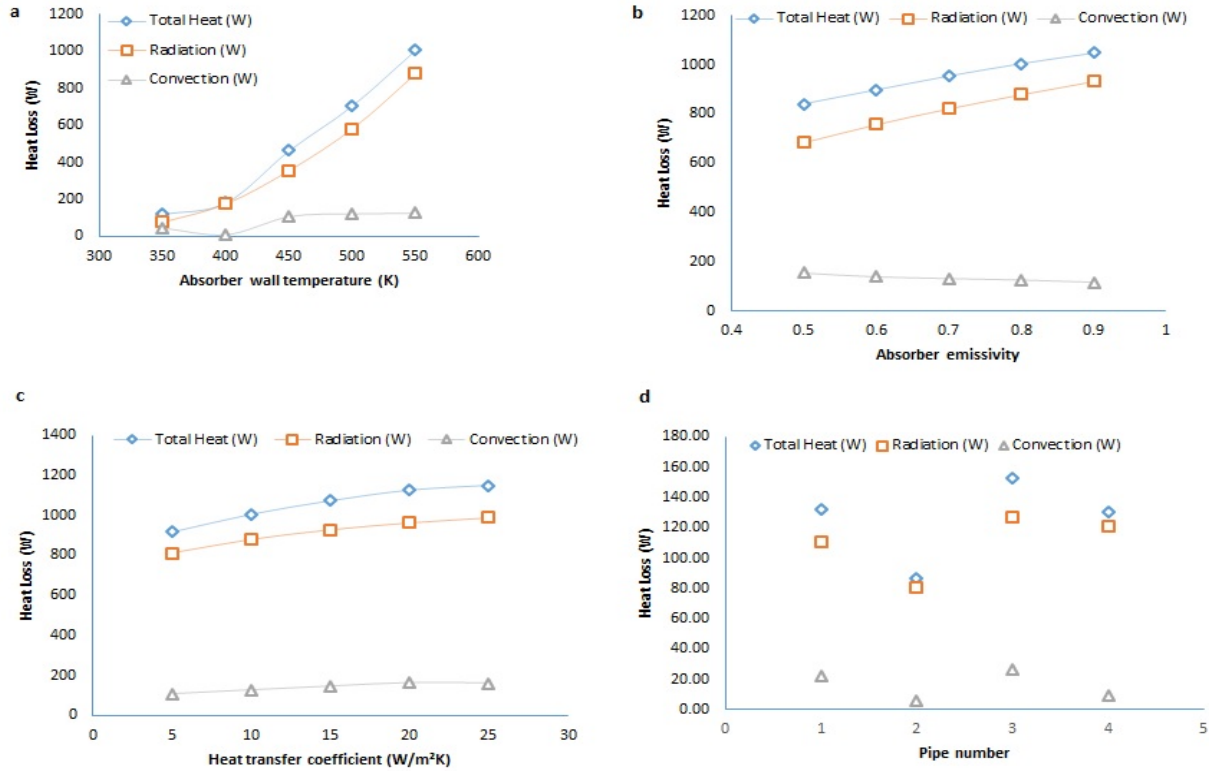 a
Total Heat (W)
Radiation (W)
Convection (W)
1000
800
600
400
200
0
Heat Loss (W)
300 350 400 450 500 550 600
Absorber wall temperature (K)
b
Total Heat (W) Radiation (W) Convection (W)
1200
1000
800
600
400
200
0
Heat Loss (W)
0.4 0.5 0.6 0.7 0.8 0.9 1
Absorber emissivity
c
Total Heat (W) Radiation (W) Convection (W)
1400
1200
1000
800
600
400
200
0
Heat Loss (W)
0 5 10 15 20 25 30
Heat transfer coefficient (W/m²K)
d
180.00
Total Heat (W) Radiation (W) Convection (W)
160.00
140.00
120.00
100.00
80.00
60.00
40.00
20.00
0.00
Heat Loss (W)
0 1 2 3 4 5
Pipe number